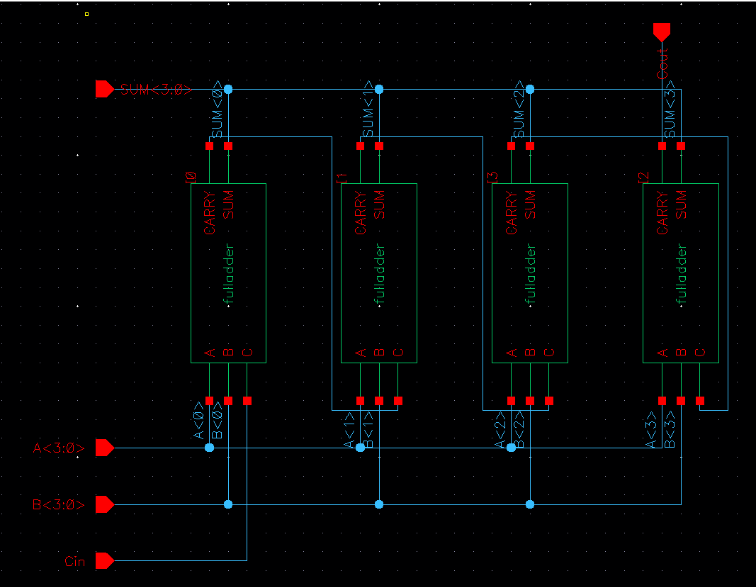 Cout
SUM<3:0>
SUM<0>
SUM<1>
SUM<2>
SUM<3>
I0
I1
I3
I2
CARRY SUM
CARRY SUM
CARRY SUM
CARRY SUM
fulladder
fulladder
fulladder
fulladder
A B C
A B C
A B C
A B C
A<0> B<0>
A<1> B<1>
A<2> B<2>
A<3> B<3>
A<3:0>
B<3:0>
Cin